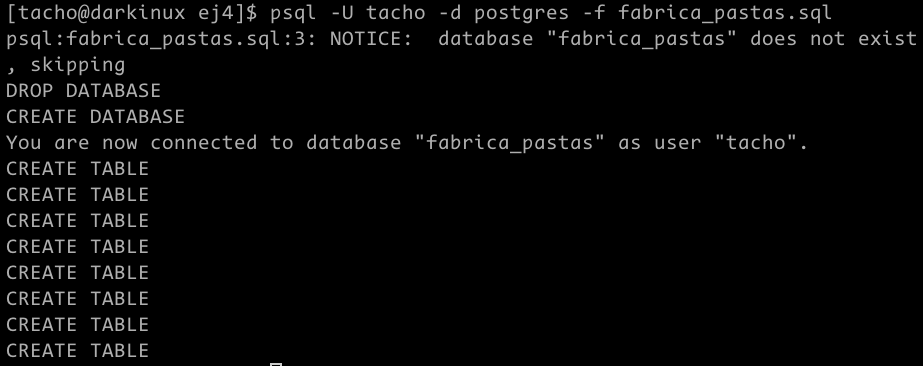 [tacho@darkinux ej4]$ psql -U tacho -d postgres -f fabrica_pastas.sql
psql:fabrica_pastas.sql:3: NOTICE:  database "fabrica_pastas" does not exist
, skipping
DROP DATABASE
CREATE DATABASE
You are now connected to database "fabrica_pastas" as user "tacho".
CREATE TABLE
CREATE TABLE
CREATE TABLE
CREATE TABLE
CREATE TABLE
CREATE TABLE
CREATE TABLE
CREATE TABLE